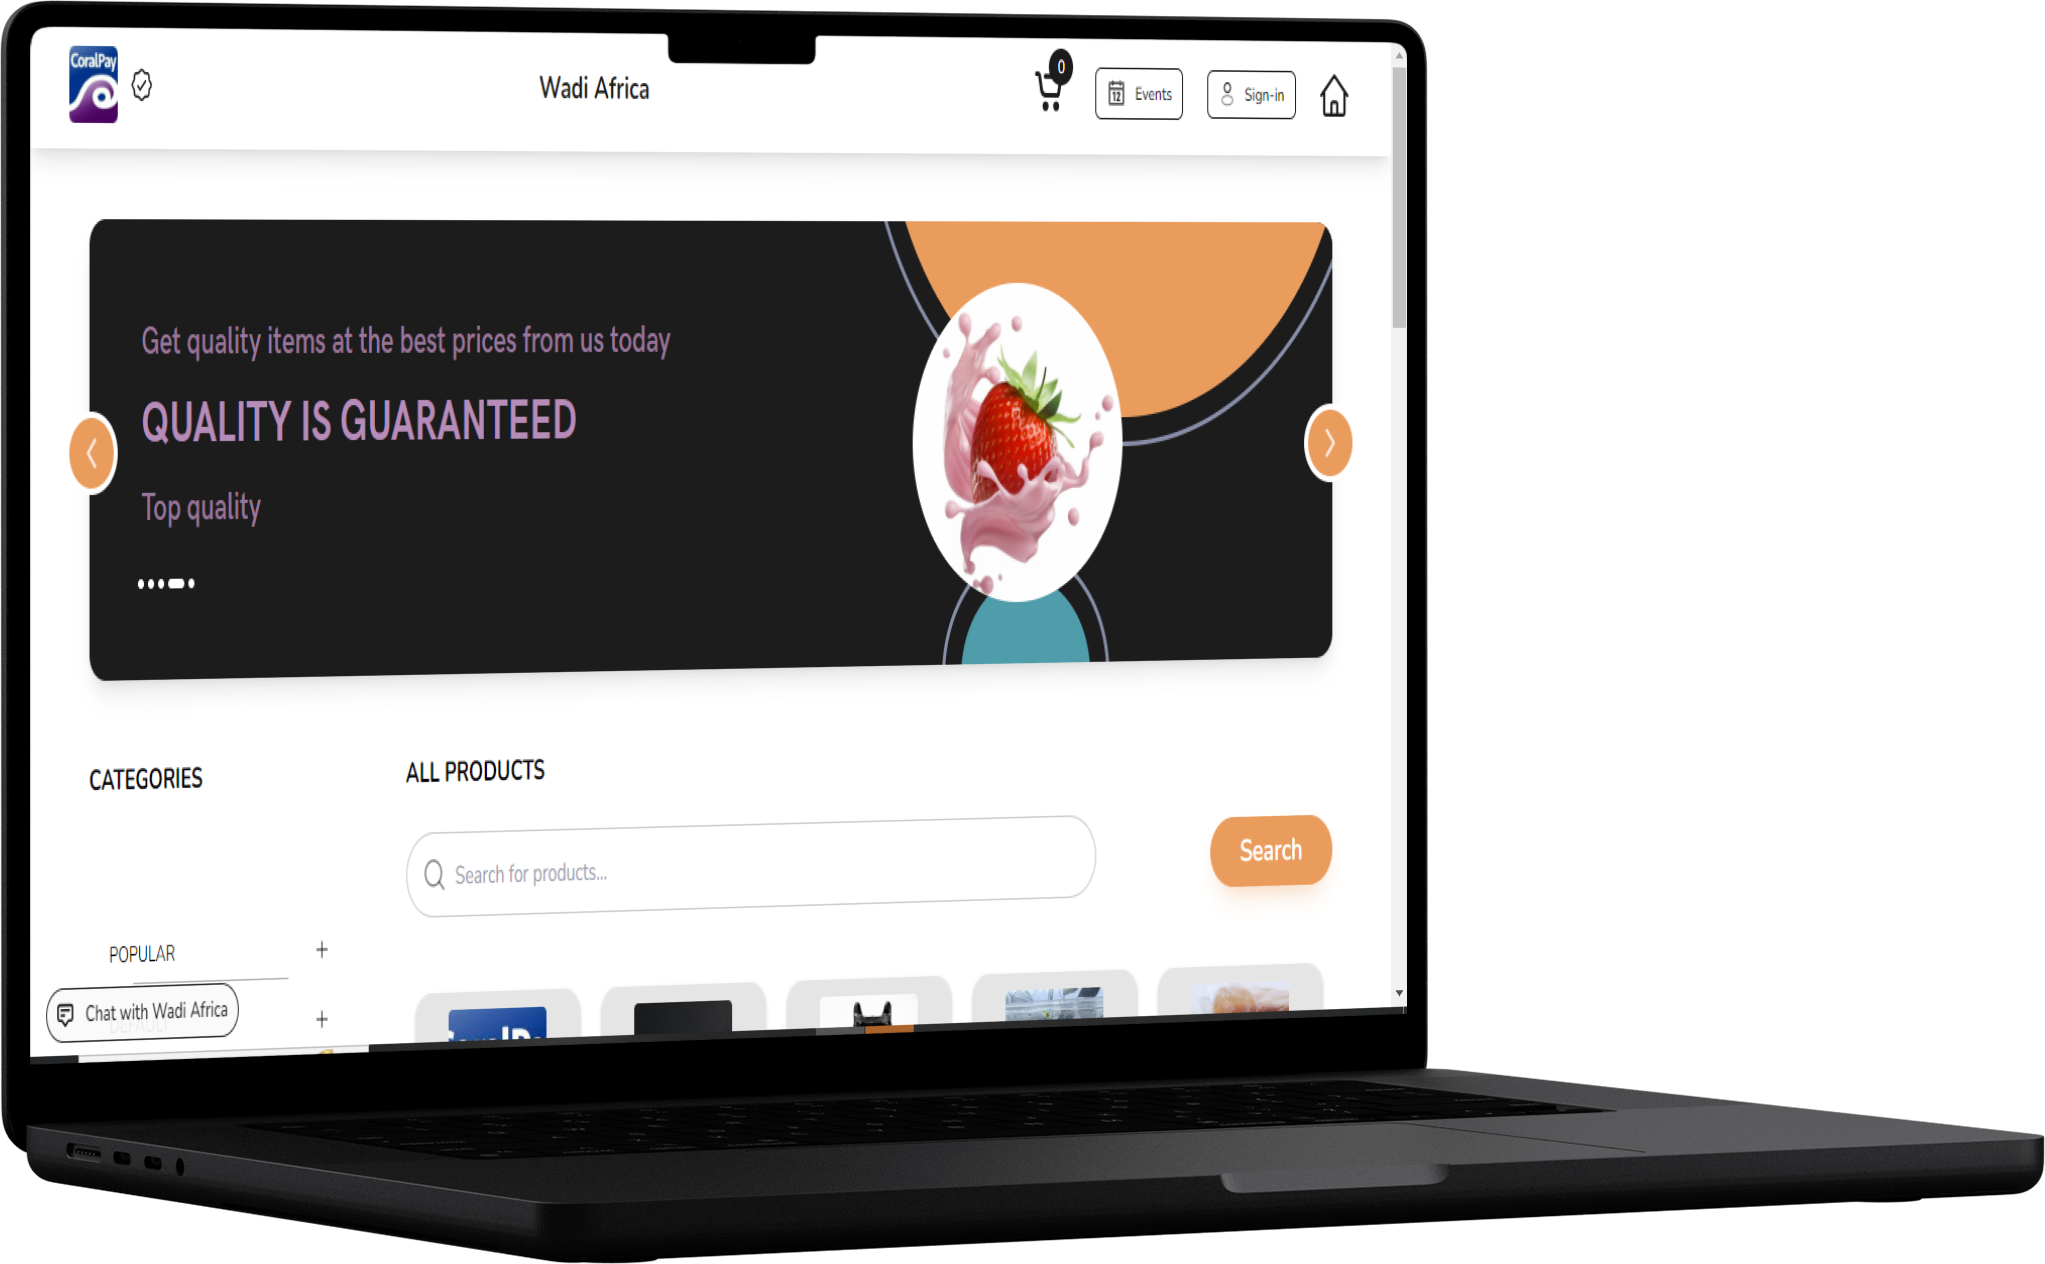 CoralPay
Wadi Africa
0
12
Events
Sign-in
Get quality items at the best prices from us today
QUALITY IS GUARANTEED
Top quality
CATEGORIES
ALL PRODUCTS
Search for products...
Search
POPULAR
Chat with Wadi Africa
DEFAULT